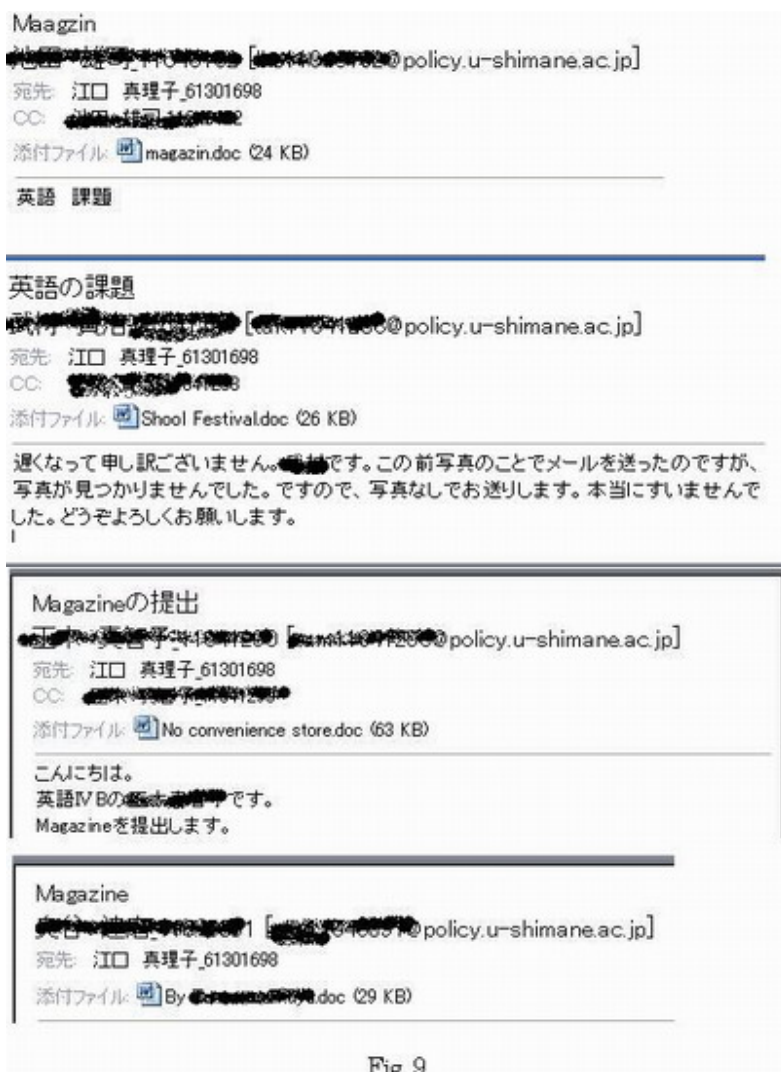 Maagzin
@policy.u-shimane.ac.jp]
宛先: 江口 真理子_61301698
CC:
添付ファイル: magazin.doc (24 KB)
英語 課題
英語の課題
@policy.u-shimane.ac.jp]
宛先: 江口 真理子_61301698
CC:
添付ファイル: Shool Festival.doc (26 KB)
遅くなって申し訳ございません。です。この前写真のことでメールを送ったのですが、
写真が見つかりませんでした。ですので、写真なしでお送りします。本当にすいませんで
した。どうぞよろしくお願いします。
Magazineの提出
@policy.u-shimane.ac.jp]
宛先: 江口 真理子_61301698
CC:
添付ファイル: No convenience store.doc (63 KB)
こんにちは。
英語Ⅳ Bのです。
Magazineを提出します。
Magazine
@policy.u-shimane.ac.jp]
宛先: 江口 真理子_61301698
添付ファイル: By .doc (29 KB)
Fig. 9